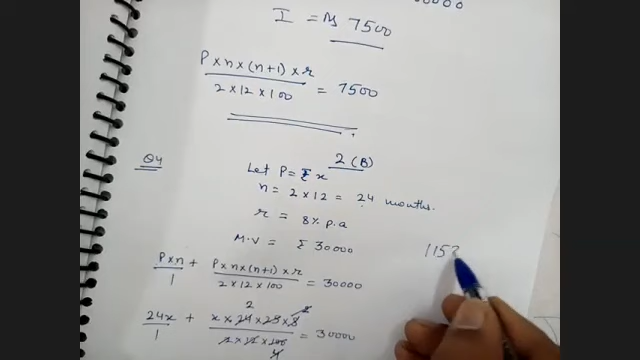 0000
I = Rs 7500
P×n×(n+1)×r / 2×12×100 = 7500
2(B)
Q4
Let P = ₹ x
n = 2×12 = 24 months.
r = 8% p.a
M.V = ₹ 30000
1152
P×n / 1 + P×n×(n+1)×r / 2×12×100 = 30000
24x / 1 + x×24×25×8 / 2×12×100 = 30000